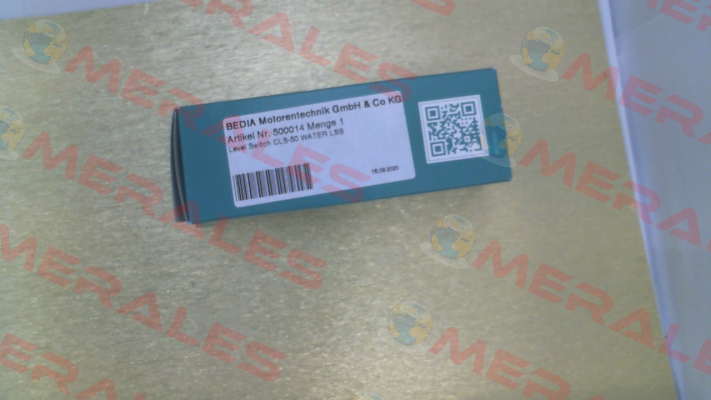 BEDIA Motorentechnik GmbH & Co KG
Artikel Nr. 500014 Menge 1
Level Switch CLS-50 WATER LSS
MERALES
MERALES
MERALES
MERALES
MERALES
MERALES